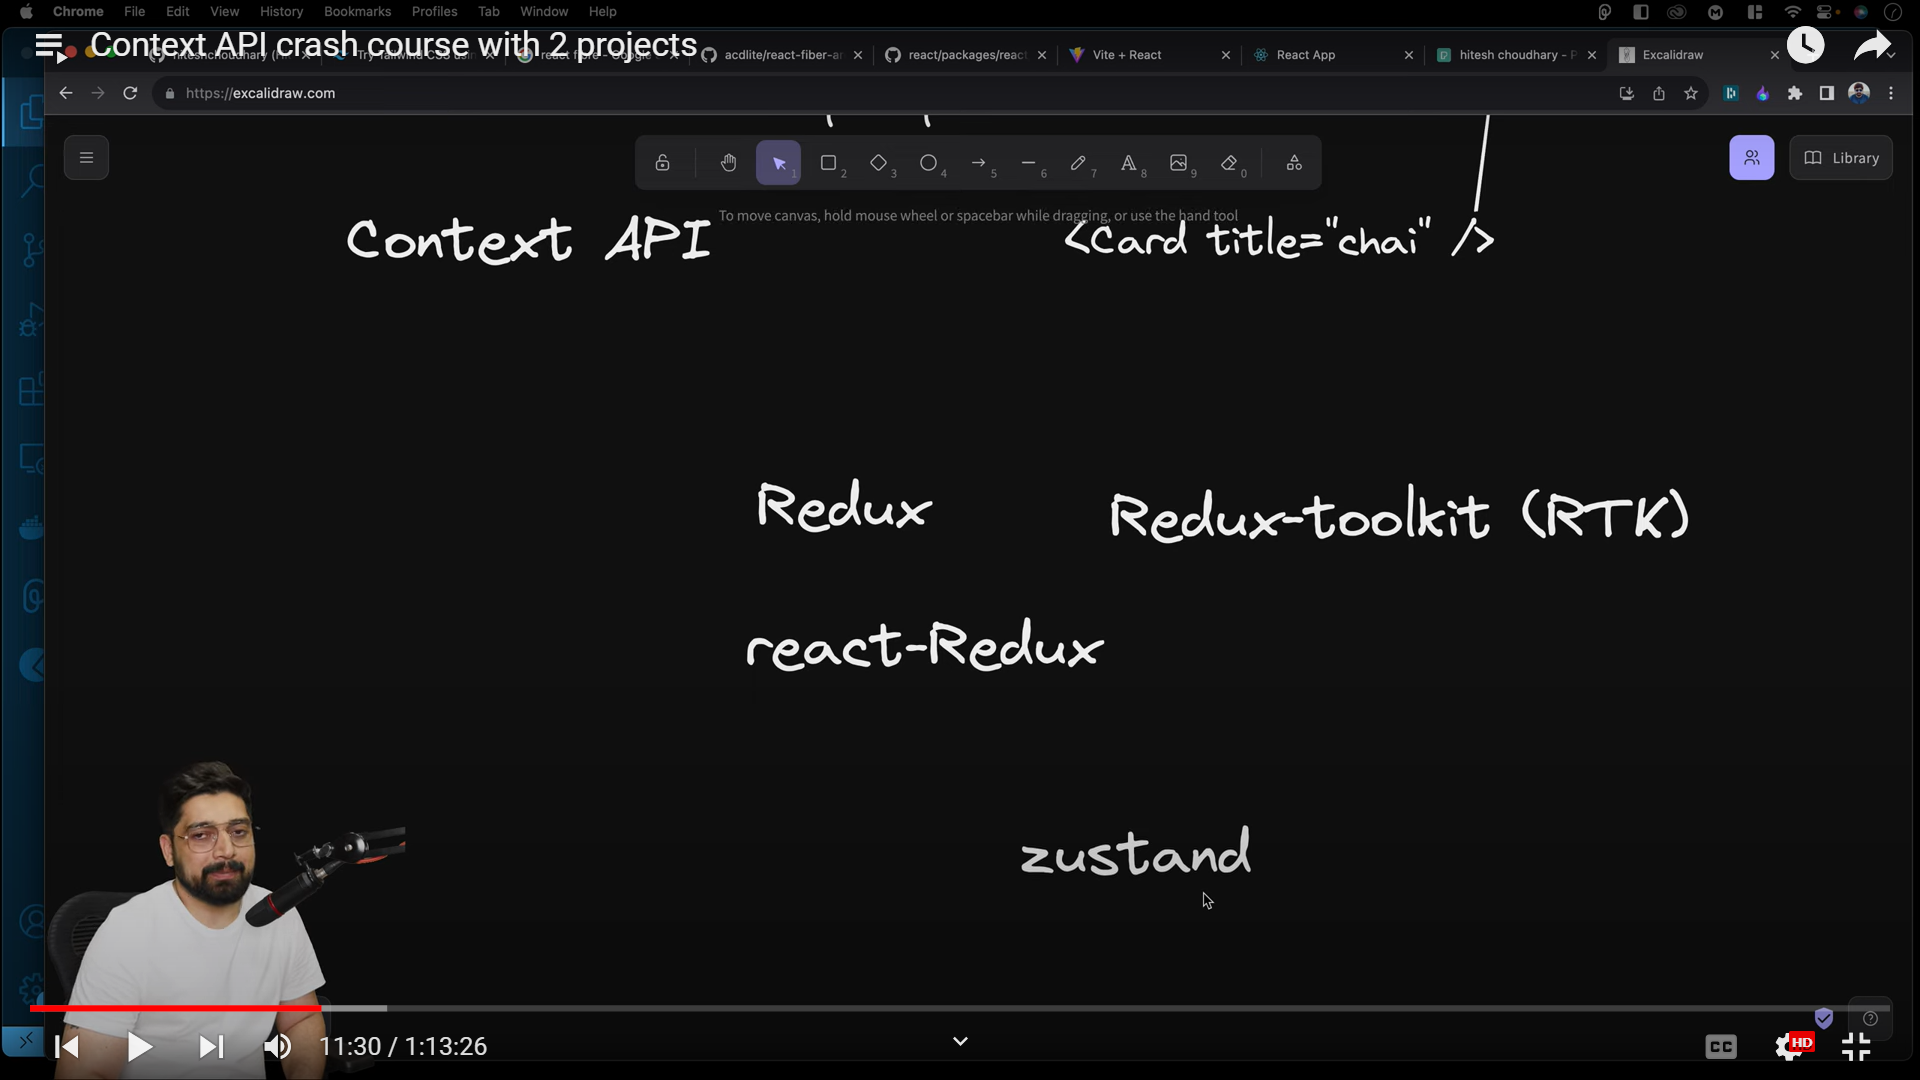 Chrome File Edit View History Bookmarks Profiles Tab Window Help
Context API crash course with 2 projects
acdlite/react-fiber-ar
react/packages/react
Vite + React
React App
hitesh choudhary - P
Excalidraw
https://excalidraw.com
1 2 3 4 5 6 7 8 9 0
Library
To move canvas, hold mouse wheel or spacebar while dragging, or use the hand tool
Context API
<Card title="chai" />
Redux
Redux-toolkit (RTK)
react-Redux
zustand
11:30 / 1:13:26
CC
HD